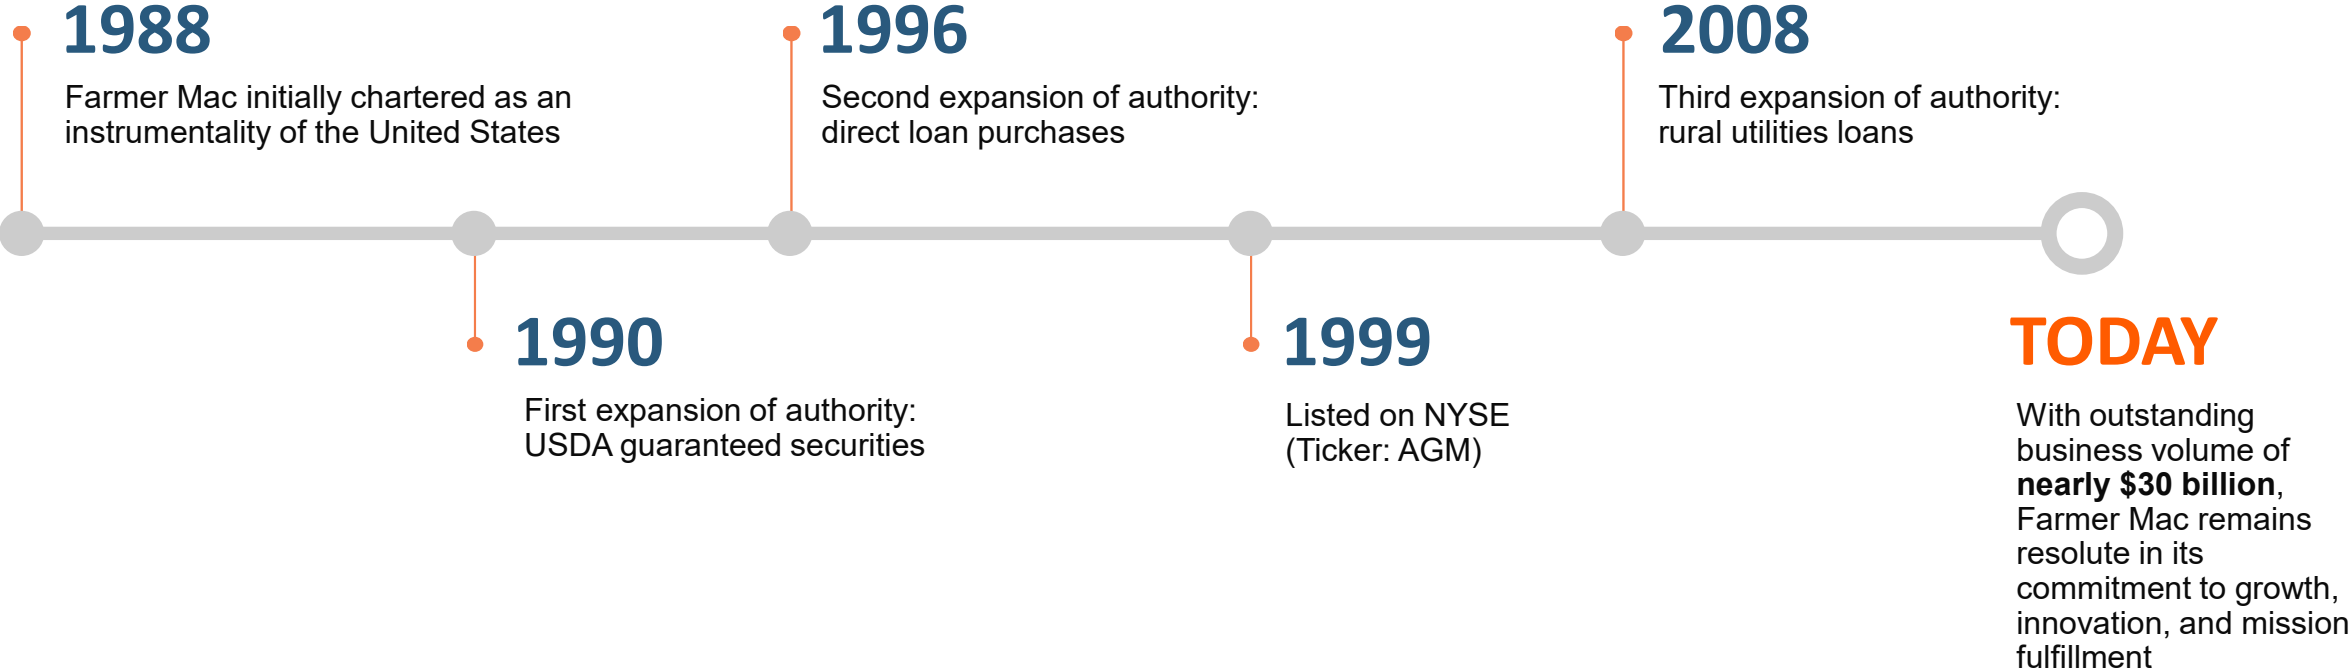 1988
Farmer Mac initially chartered as an
instrumentality of the United States
1990
First expansion of authority:
USDA guaranteed securities
1996
Second expansion of authority:
direct loan purchases
1999
Listed on NYSE
(Ticker: AGM)
2008
Third expansion of authority:
rural utilities loans
TODAY
With outstanding
business volume of
nearly $30 billion,
Farmer Mac remains
resolute in its
commitment to growth,
innovation, and mission
fulfillment